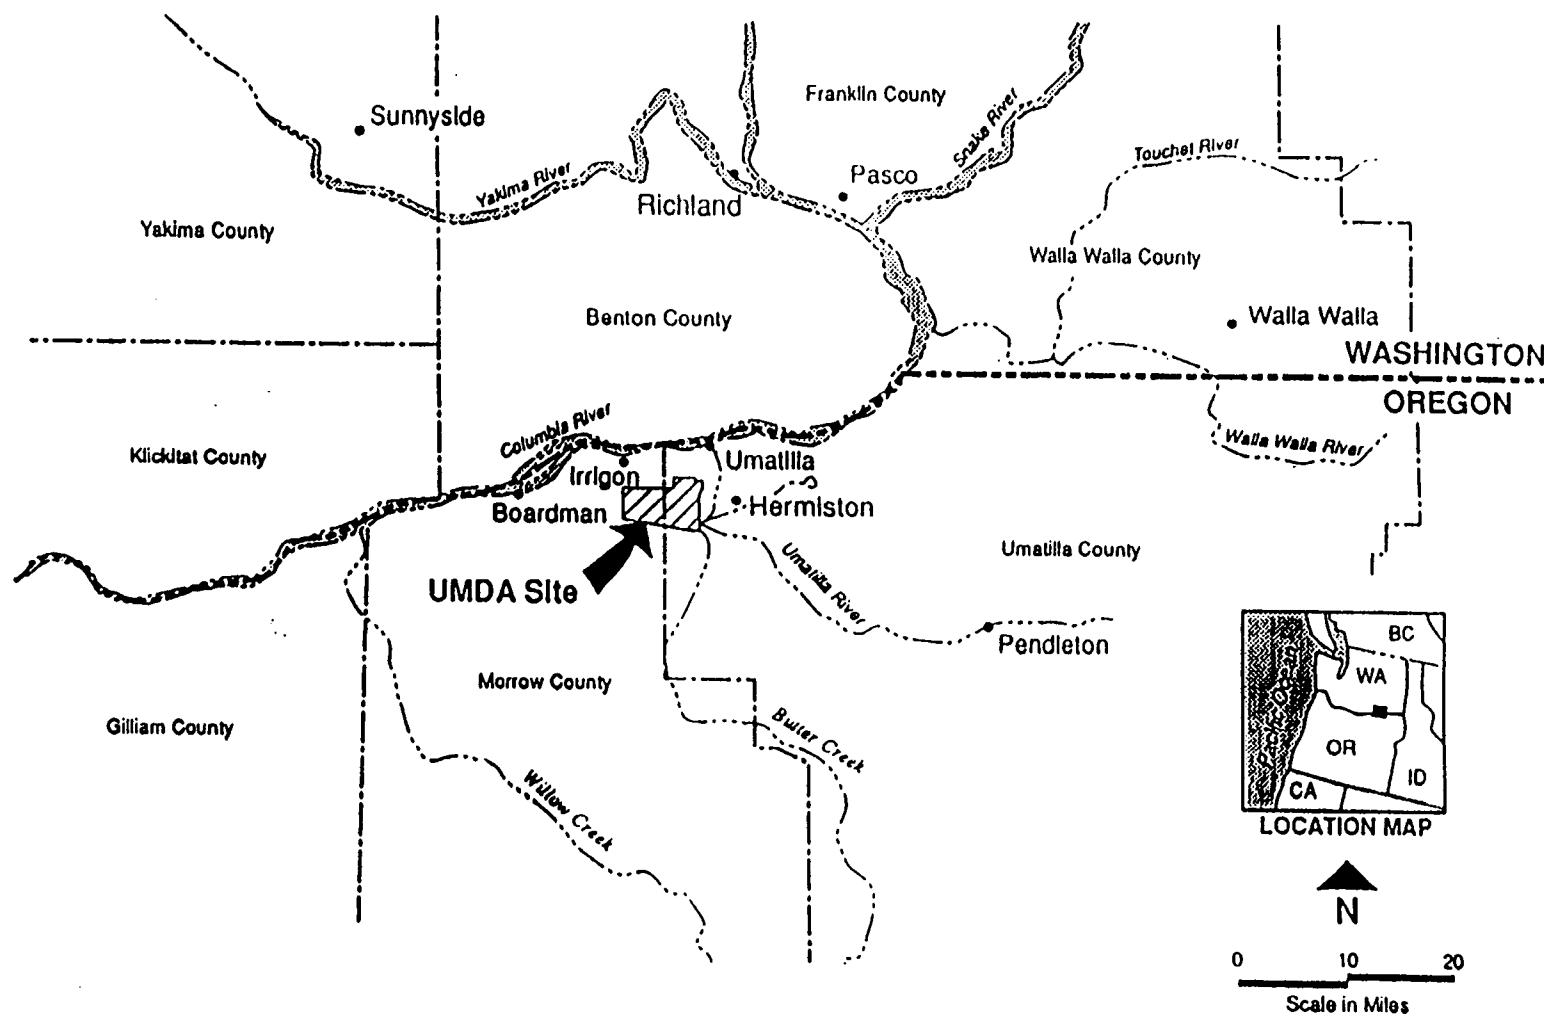 Franklin County
Sunnyside
Snake River
Touchet River
Yakima River
Pasco
Richland
Yakima County
Walla Walla County
Benton County
Walla Walla
WASHINGTON
OREGON
Columbia River
Walla Walla River
Klickitat County
Umatilla
Irrigon
Boardman
Hermiston
Umatilla County
UMDA Site
Umatilla River
Pendleton
BC
Pacific Ocean
WA
Morrow County
Gilliam County
Butter Creek
OR
ID
Willow Creek
CA
LOCATION MAP
N
0 10 20
Scale in Miles